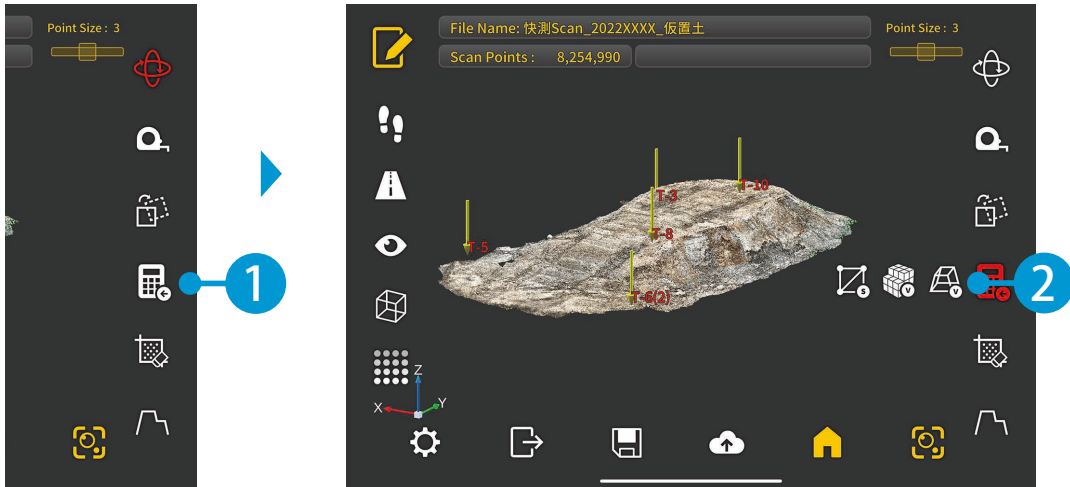 Point Size : 3
1
File Name: 快測Scan_2022XXXX_仮置土
Scan Points : 8,254,990
Point Size : 3
T-10
T-3
T-8
T-5
T-6(2)
S
V
V
2
Z
X
Y